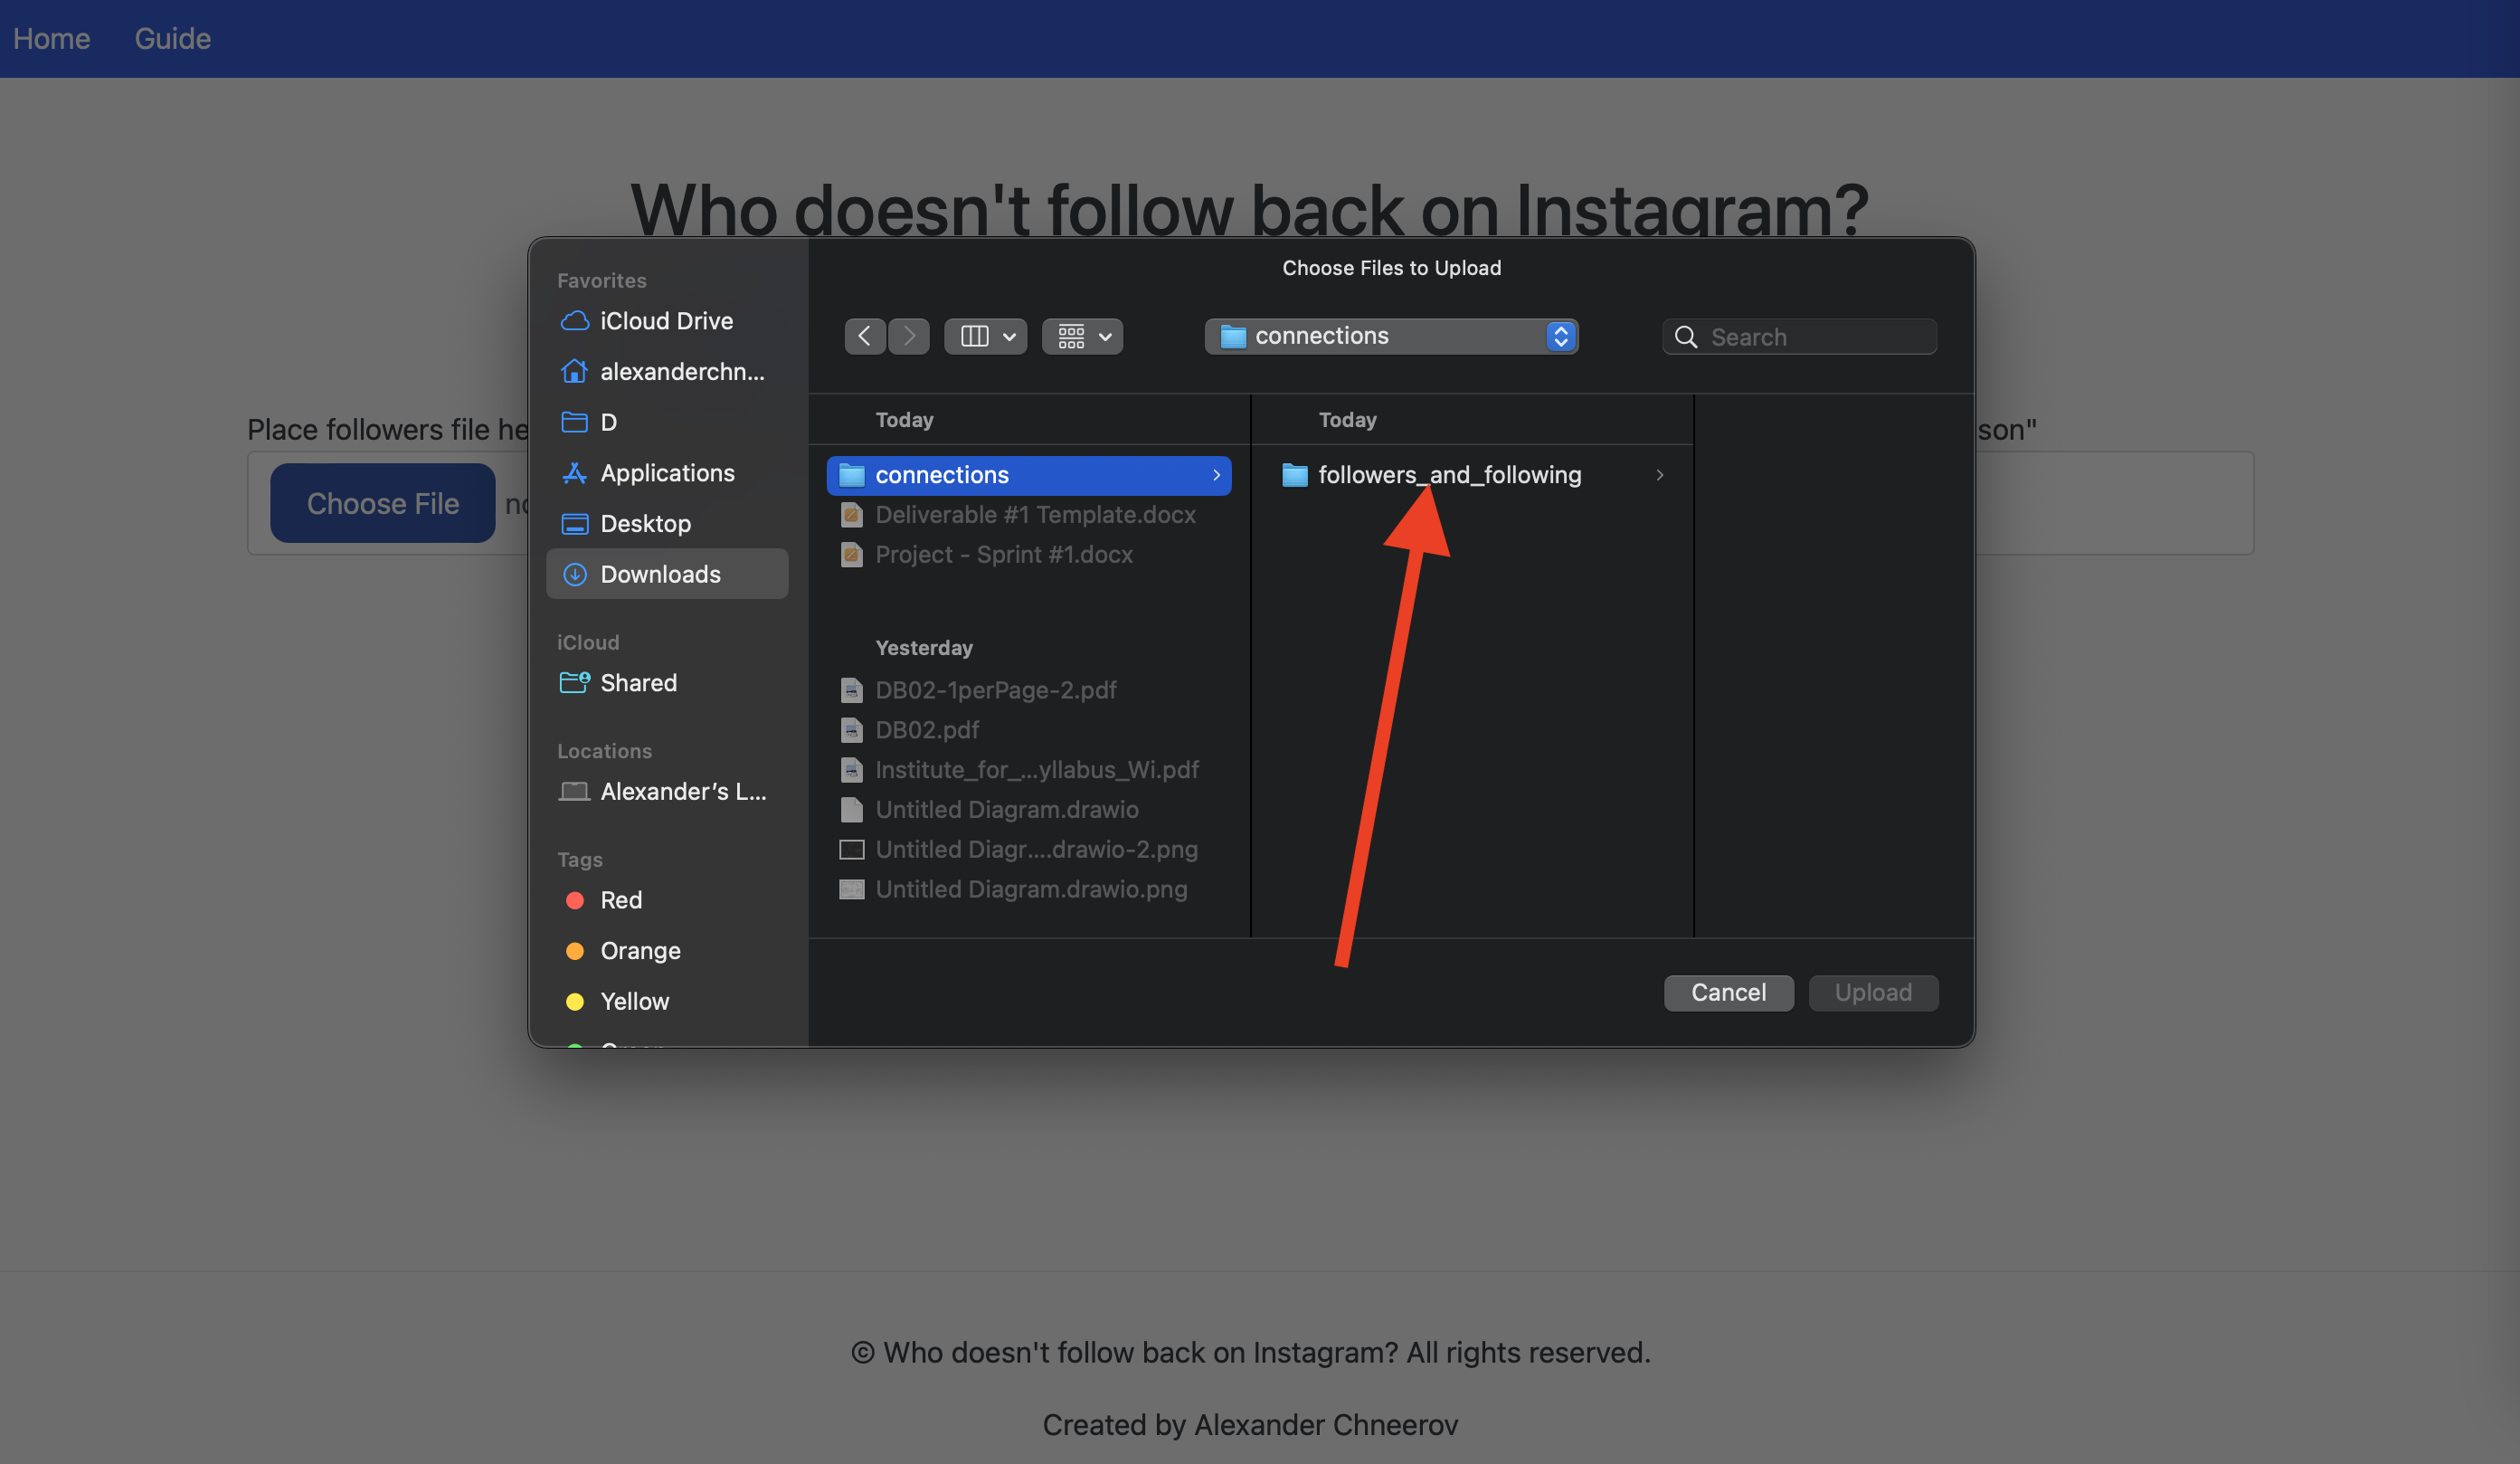 Home Guide
Who doesn't follow back on Instagram?
Place followers file he
son"
Choose File
Choose Files to Upload
connections
Search
Favorites
iCloud Drive
alexanderchn...
D
Applications
Desktop
Downloads
iCloud
Shared
Locations
Alexander’s L...
Tags
Red
Orange
Yellow
Today
connections
Deliverable #1 Template.docx
Project - Sprint #1.docx
Yesterday
DB02-1perPage-2.pdf
DB02.pdf
Institute_for_...yllabus_Wi.pdf
Untitled Diagram.drawio
Untitled Diagr....drawio-2.png
Untitled Diagram.drawio.png
Today
followers_and_following
Cancel Upload
© Who doesn't follow back on Instagram? All rights reserved.
Created by Alexander Chneerov